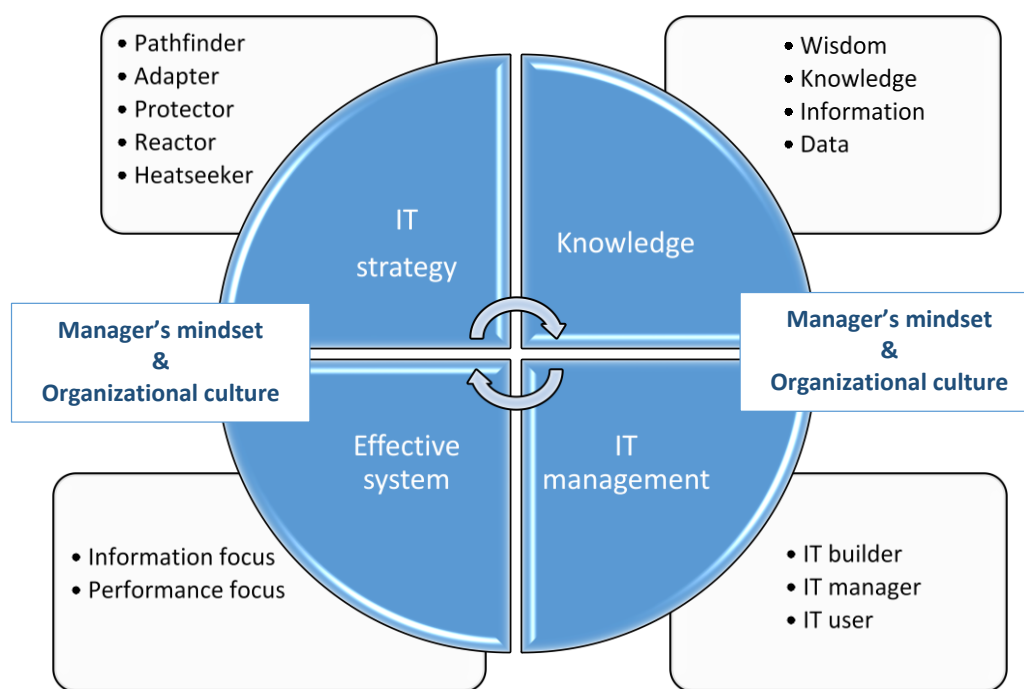 • Pathfinder
• Adapter
• Protector
• Reactor
• Heatseeker
• Wisdom
• Knowledge
• Information
• Data
IT
strategy
Knowledge
Manager’s mindset
&
Organizational culture
Manager’s mindset
&
Organizational culture
Effective
system
IT
management
• Information focus
• Performance focus
• IT builder
• IT manager
• IT user